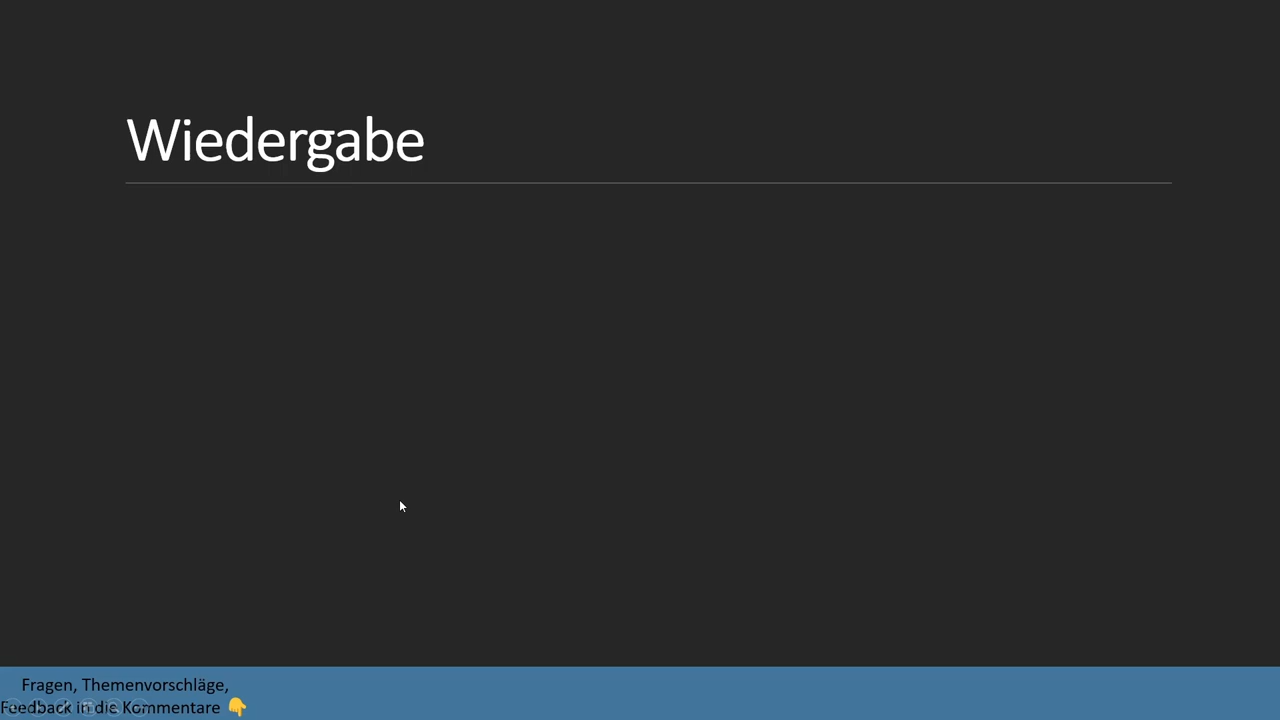 Wiedergabe
Fragen, Themenvorschläge,
Feedback in die Kommentare 👇